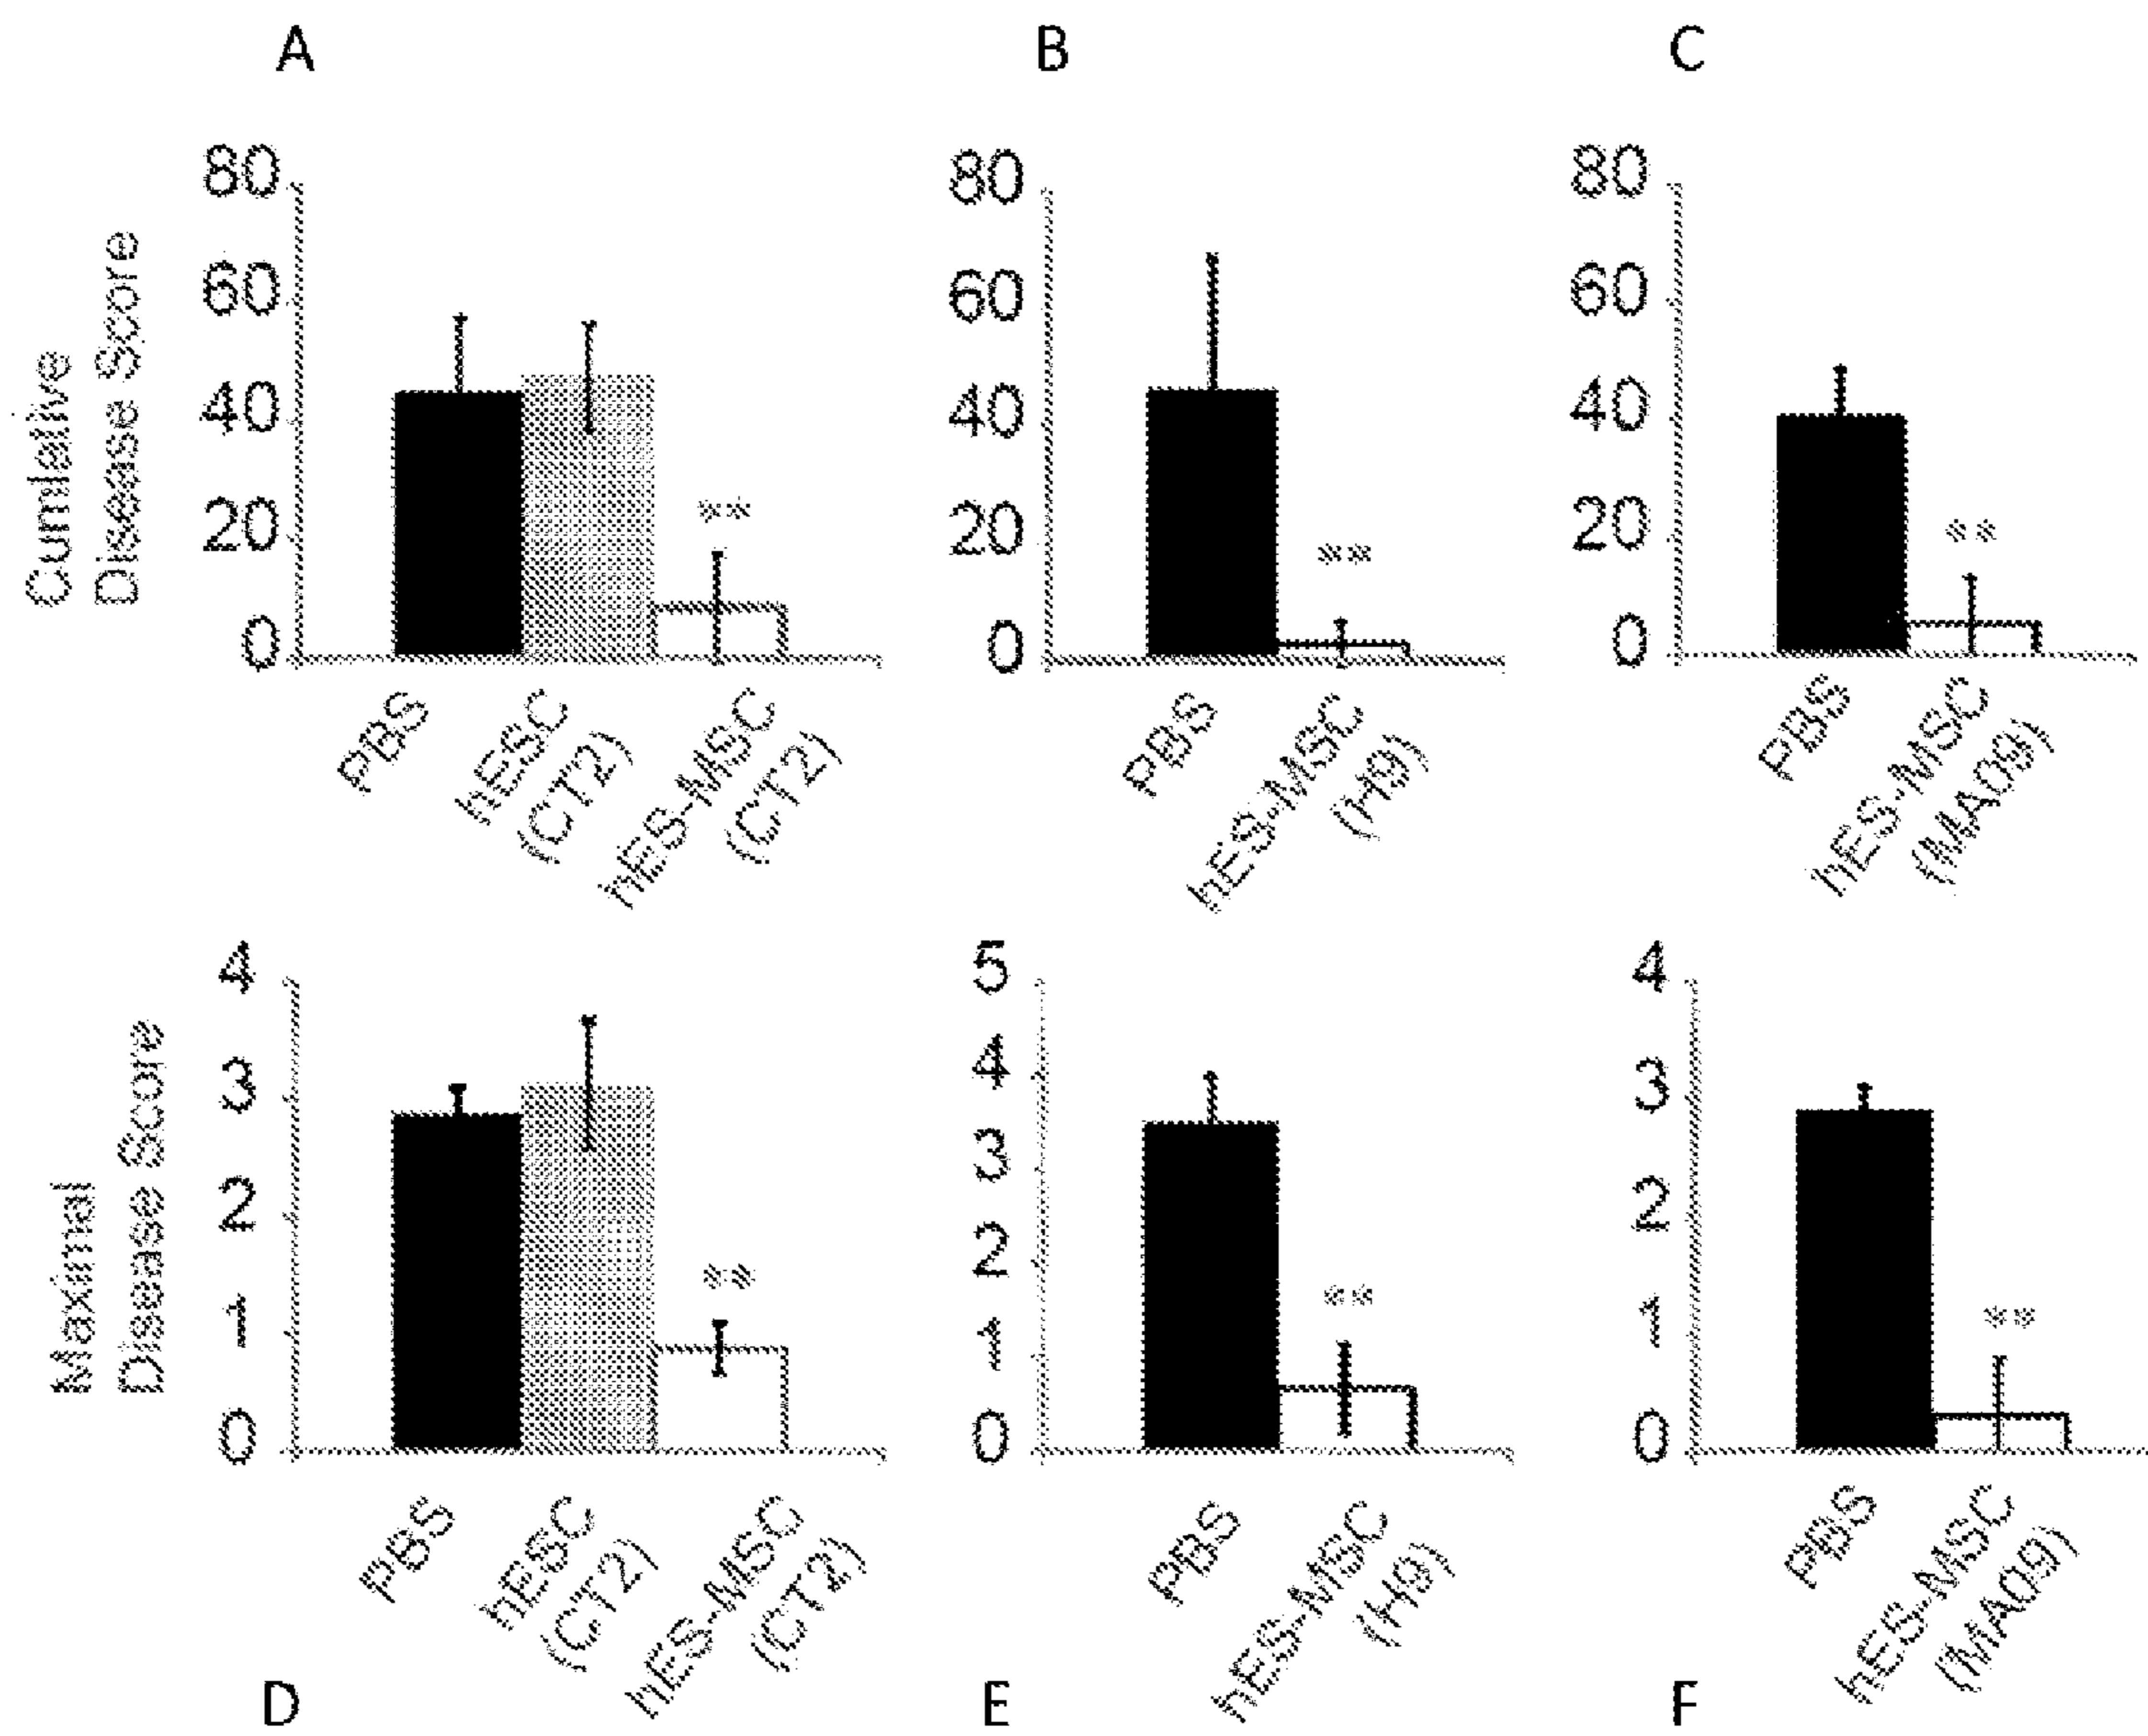 A
B
C
Cumlative
Disease Score
80
60
40
20
0
**
PBS
hESC
(CT2)
hES-MSC
(CT2)
80
60
40
20
0
**
PBS
hES-MSC
(H9)
80
60
40
20
0
**
PBS
hES-MSC
(MA09)
Maximal
Disease Score
4
3
2
1
0
**
PBS
hESC
(CT2)
hES-MSC
(CT2)
5
4
3
2
1
0
**
PBS
hES-MSC
(H9)
4
3
2
1
0
**
PBS
hES-MSC
(MA09)
D
E
F